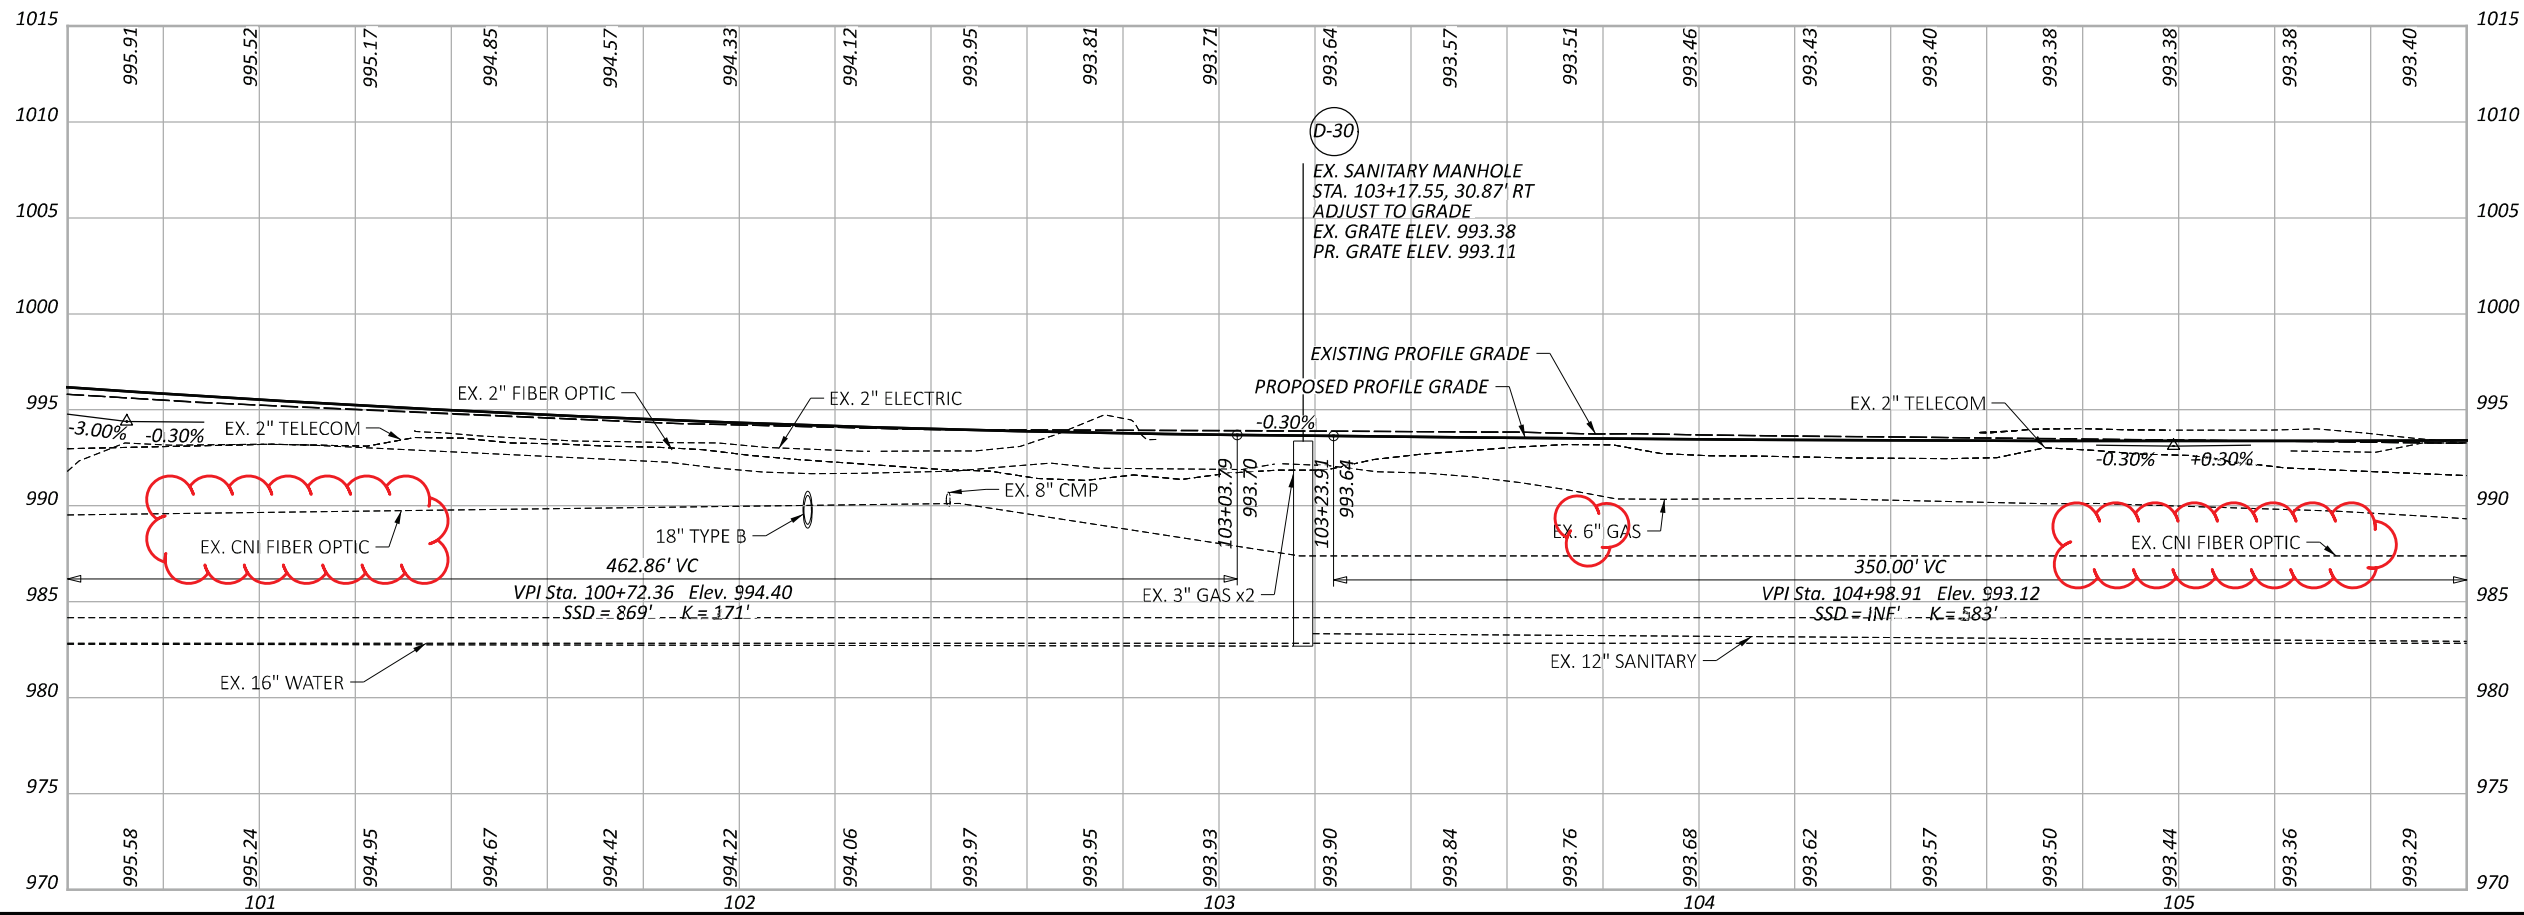 1015 1015
995.91 995.52 995.17 994.85 994.57 994.33 994.12 993.95 993.81 993.71 993.64 993.57 993.51 993.46 993.43 993.40 993.38 993.38 993.38 993.40
1010 1010
D-30
EX. SANITARY MANHOLE
STA. 103+17.55, 30.87' RT
ADJUST TO GRADE
EX. GRATE ELEV. 993.38
PR. GRATE ELEV. 993.11
1005 1005
1000 1000
EXISTING PROFILE GRADE
PROPOSED PROFILE GRADE
995 995
EX. 2" FIBER OPTIC
EX. 2" ELECTRIC
EX. 2" TELECOM
-3.00% -0.30%
EX. 2" TELECOM
-0.30%
-0.30% +0.30%
990 990
EX. 8" CMP
18" TYPE B
EX. CNI FIBER OPTIC
103+03.79
993.70
103+23.91
993.64
EX. 6" GAS
EX. CNI FIBER OPTIC
462.86' VC
VPI Sta. 100+72.36 Elev. 994.40
SSD = 869' K = 171'
EX. 3" GAS x2
350.00' VC
VPI Sta. 104+98.91 Elev. 993.12
SSD = INF' K = 583'
985 985
EX. 16" WATER
EX. 12" SANITARY
980 980
975 975
995.58 995.24 994.95 994.67 994.42 994.22 994.06 993.97 993.95 993.93 993.90 993.84 993.76 993.68 993.62 993.57 993.50 993.44 993.36 993.29
970 970
101 102 103 104 105